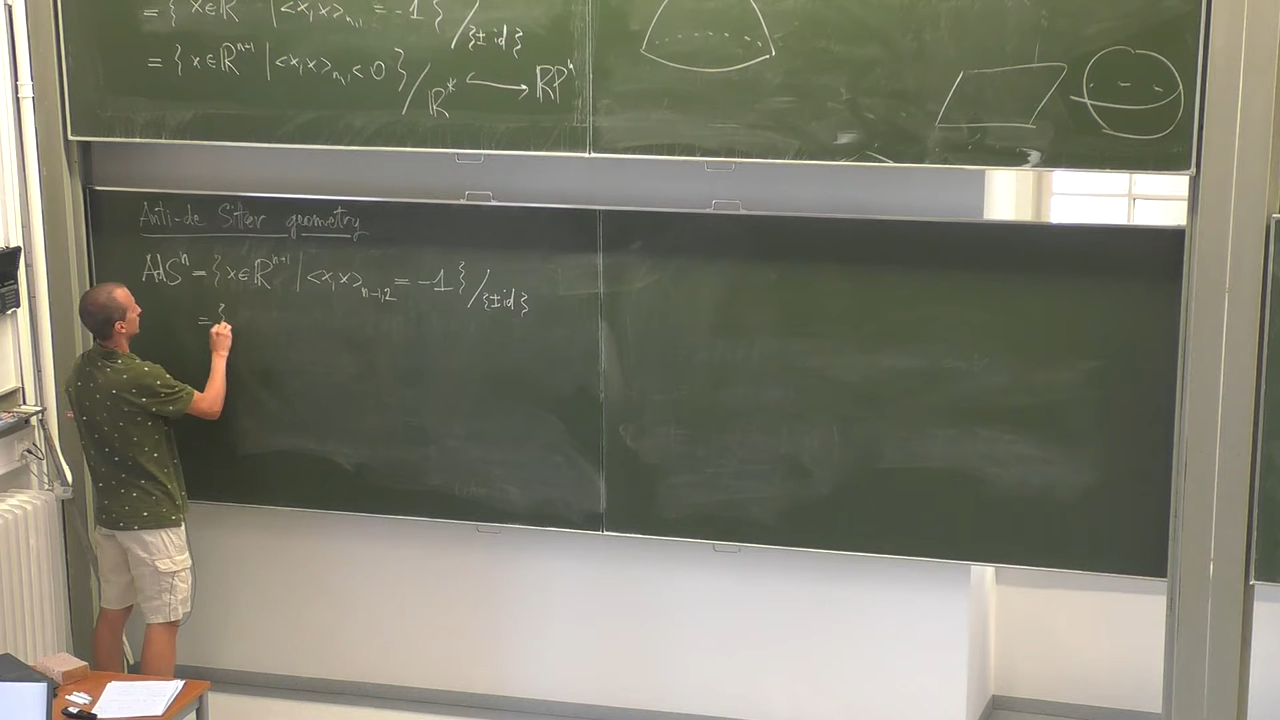 = { x∈ℝ | <x,x>_{n,1} = -1 } / {±id}
= { x∈ℝ^{n+1} | <x,x>_{n,1} < 0 } / ℝ* ⟷ ℝP^n
Anti-de Sitter geometry
AdS^n = { x∈ℝ^{n+1} | <x,x>_{n-1,2} = -1 } / {±id}
= {